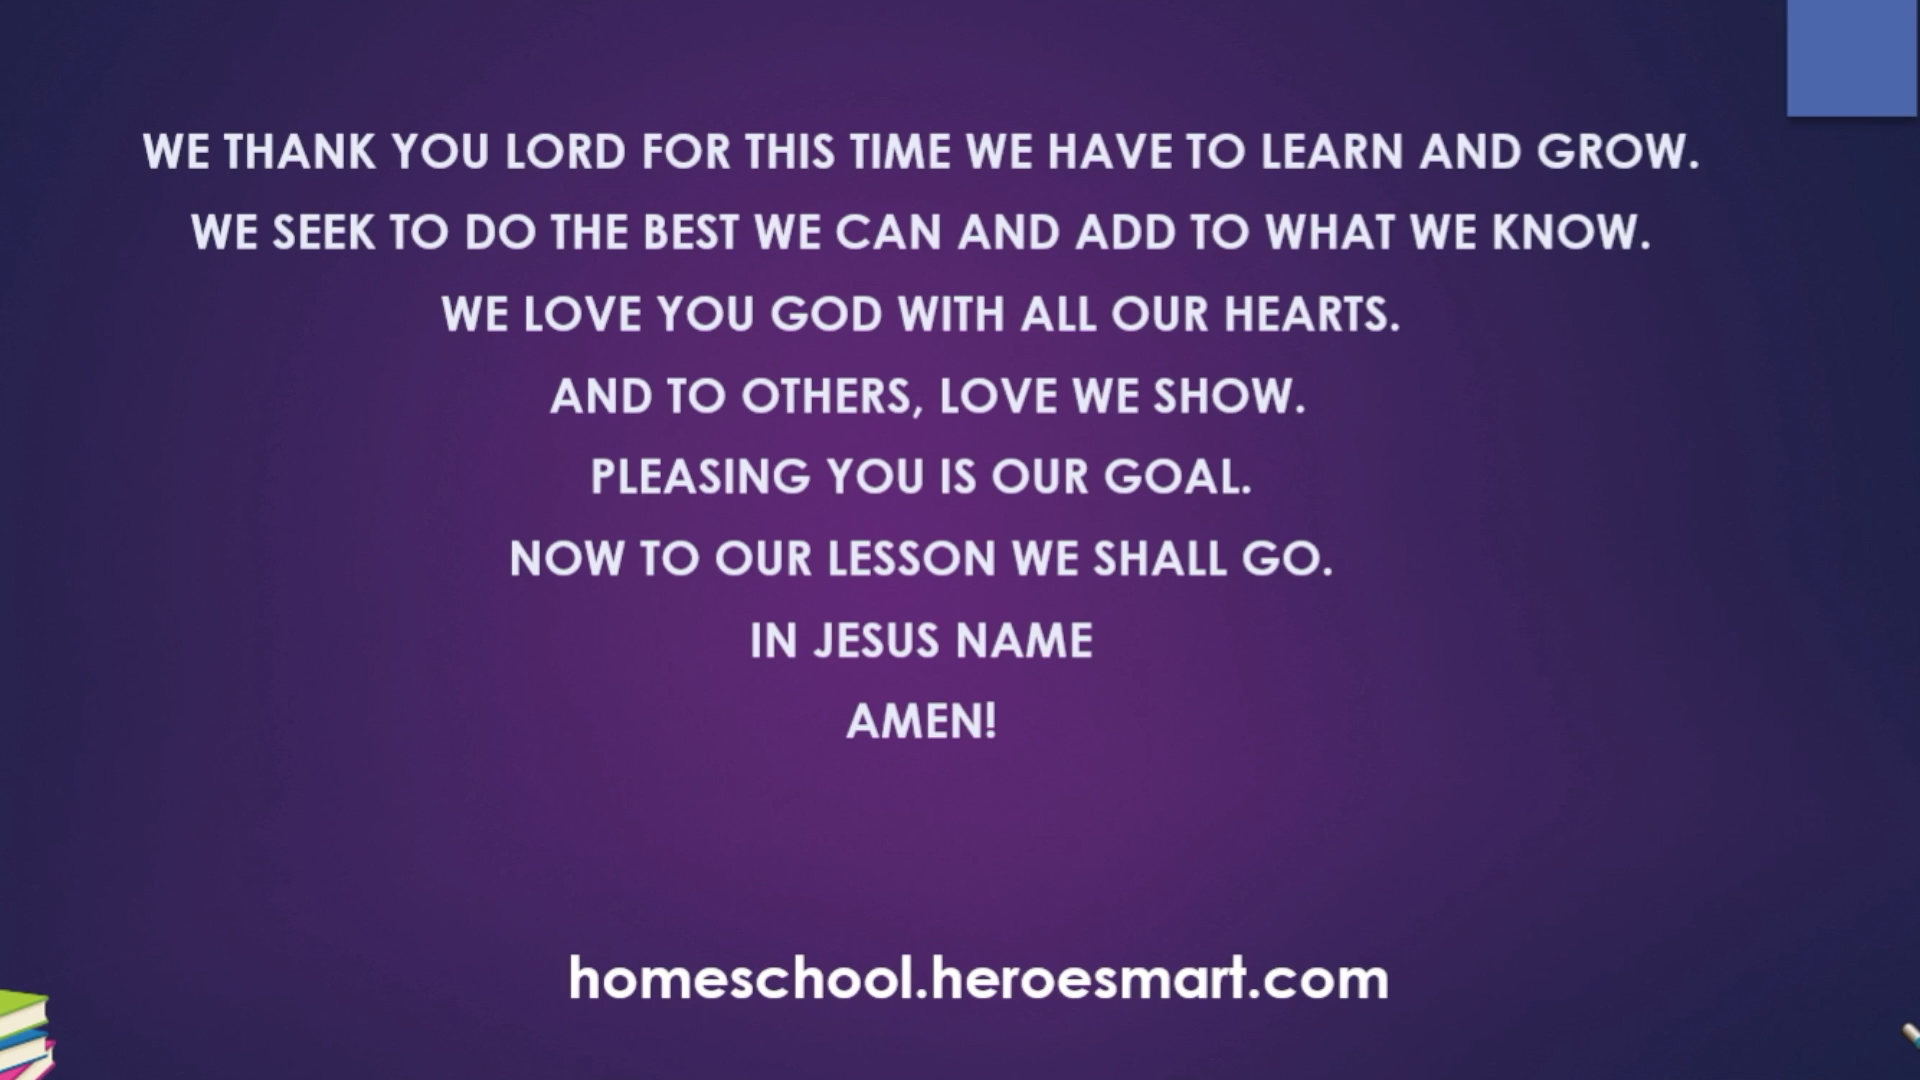 WE THANK YOU LORD FOR THIS TIME WE HAVE TO LEARN AND GROW.
WE SEEK TO DO THE BEST WE CAN AND ADD TO WHAT WE KNOW.
WE LOVE YOU GOD WITH ALL OUR HEARTS.
AND TO OTHERS, LOVE WE SHOW.
PLEASING YOU IS OUR GOAL.
NOW TO OUR LESSON WE SHALL GO.
IN JESUS NAME
AMEN!
homeschool.heroesmart.com